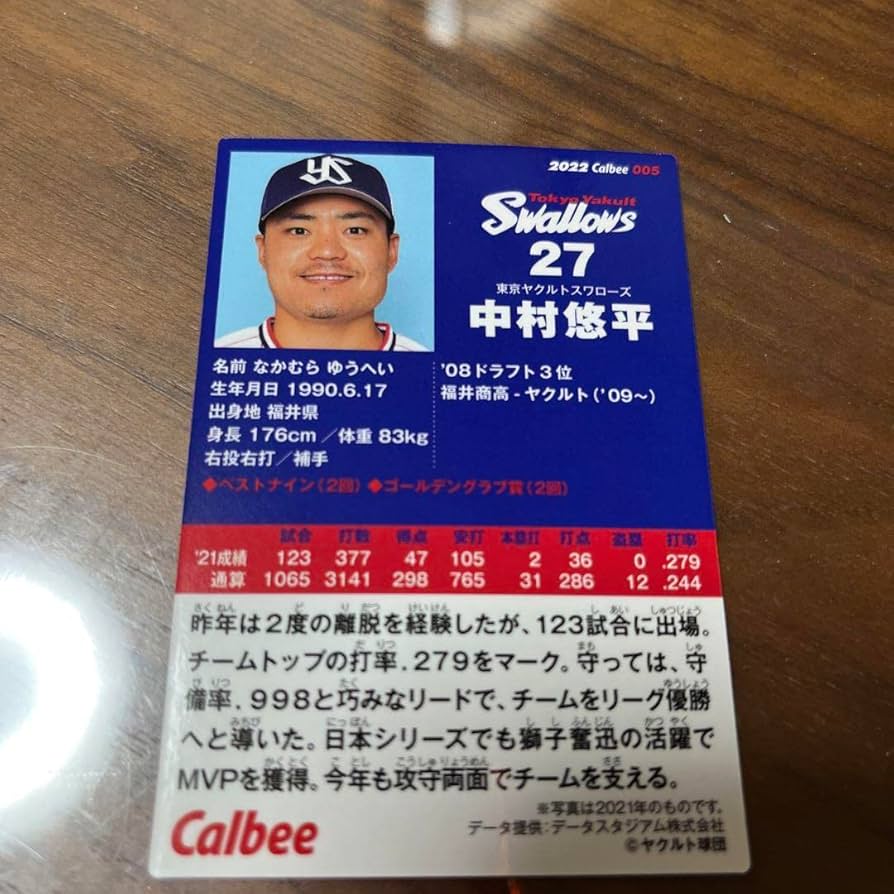 YS
2022 Calbee 005
Tokyo Yakult
Swallows
27
東京ヤクルトスワローズ
中村悠平
名前 なかむら ゆうへい
生年月日 1990.6.17
出身地 福井県
身長 176cm／体重 83kg
右投右打／捕手
'08ドラフト3位
福井商高-ヤクルト('09〜)
◆ベストナイン(2回) ◆ゴールデングラブ賞(2回)
試合 打数 得点 安打 本塁打 打点 盗塁 打率
'21成績 123 377 47 105 2 36 0 .279
通算 1065 3141 298 765 31 286 12 .244
昨年は2度の離脱を経験したが、123試合に出場。
チームトップの打率.279をマーク。守っては、守
備率.998と巧みなリードで、チームをリーグ優勝
へと導いた。日本シリーズでも獅子奮迅の活躍で
MVPを獲得。今年も攻守両面でチームを支える。
※写真は2021年のものです。
データ提供：データスタジアム株式会社
©ヤクルト球団
Calbee